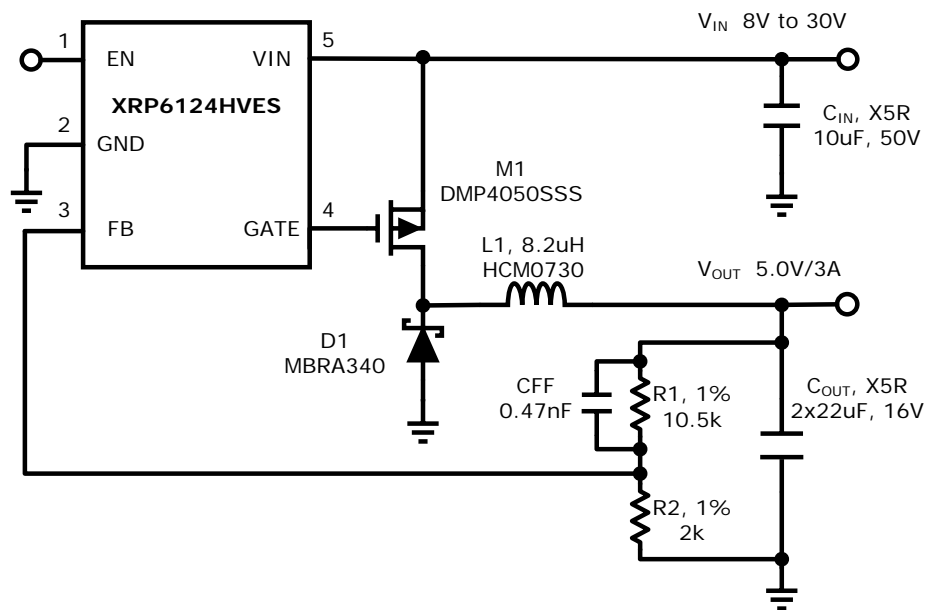 V_IN 8V to 30V
1
5
EN
VIN
XRP6124HVES
2
GND
C_IN, X5R
10uF, 50V
M1
DMP4050SSS
3
4
FB
GATE
L1, 8.2uH
HCM0730
V_OUT 5.0V/3A
D1
MBRA340
CFF
0.47nF
R1, 1%
10.5k
C_OUT, X5R
2x22uF, 16V
R2, 1%
2k